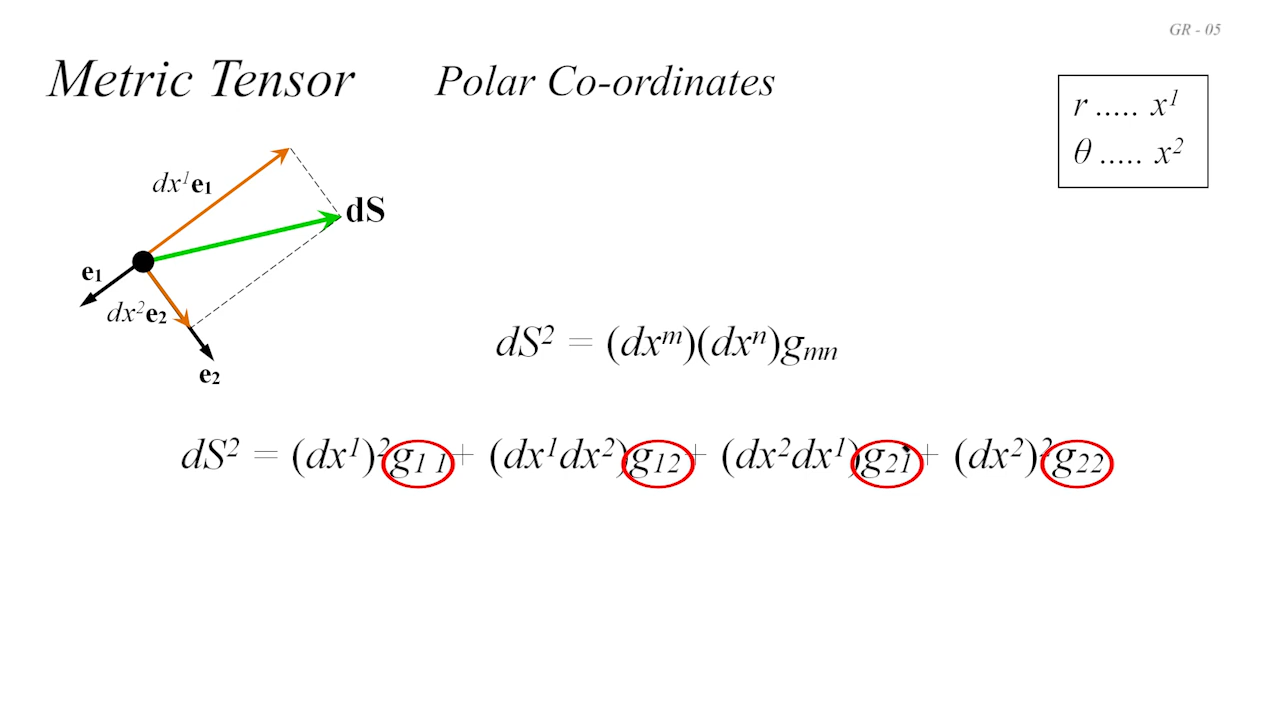 GR - 05
Metric Tensor
Polar Co-ordinates
r ..... x¹
θ ..... x²
dx¹e₁
dS
e₁
dx²e₂
e₂
dS² = (dxᵐ)(dxⁿ)gₘₙ
dS² = (dx¹)²g₁₁ + (dx¹dx²)g₁₂ + (dx²dx¹)g₂₁ + (dx²)²g₂₂